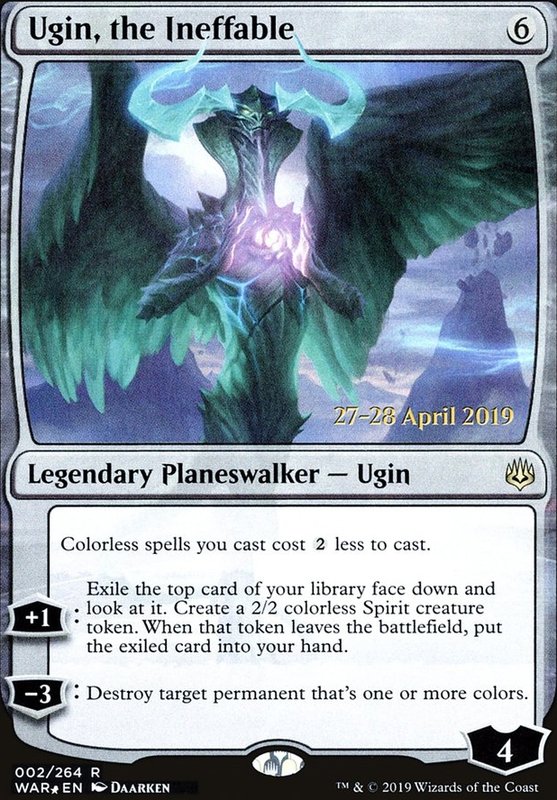 Ugin, the Ineffable 6
27–28 April 2019
Legendary Planeswalker — Ugin
Colorless spells you cast cost 2 less to cast.
+1: Exile the top card of your library face down and
look at it. Create a 2/2 colorless Spirit creature
token. When that token leaves the battlefield, put
the exiled card into your hand.
−3: Destroy target permanent that's one or more colors.
4
002/264 R
WAR★EN DAARKEN
™ & © 2019 Wizards of the Coast